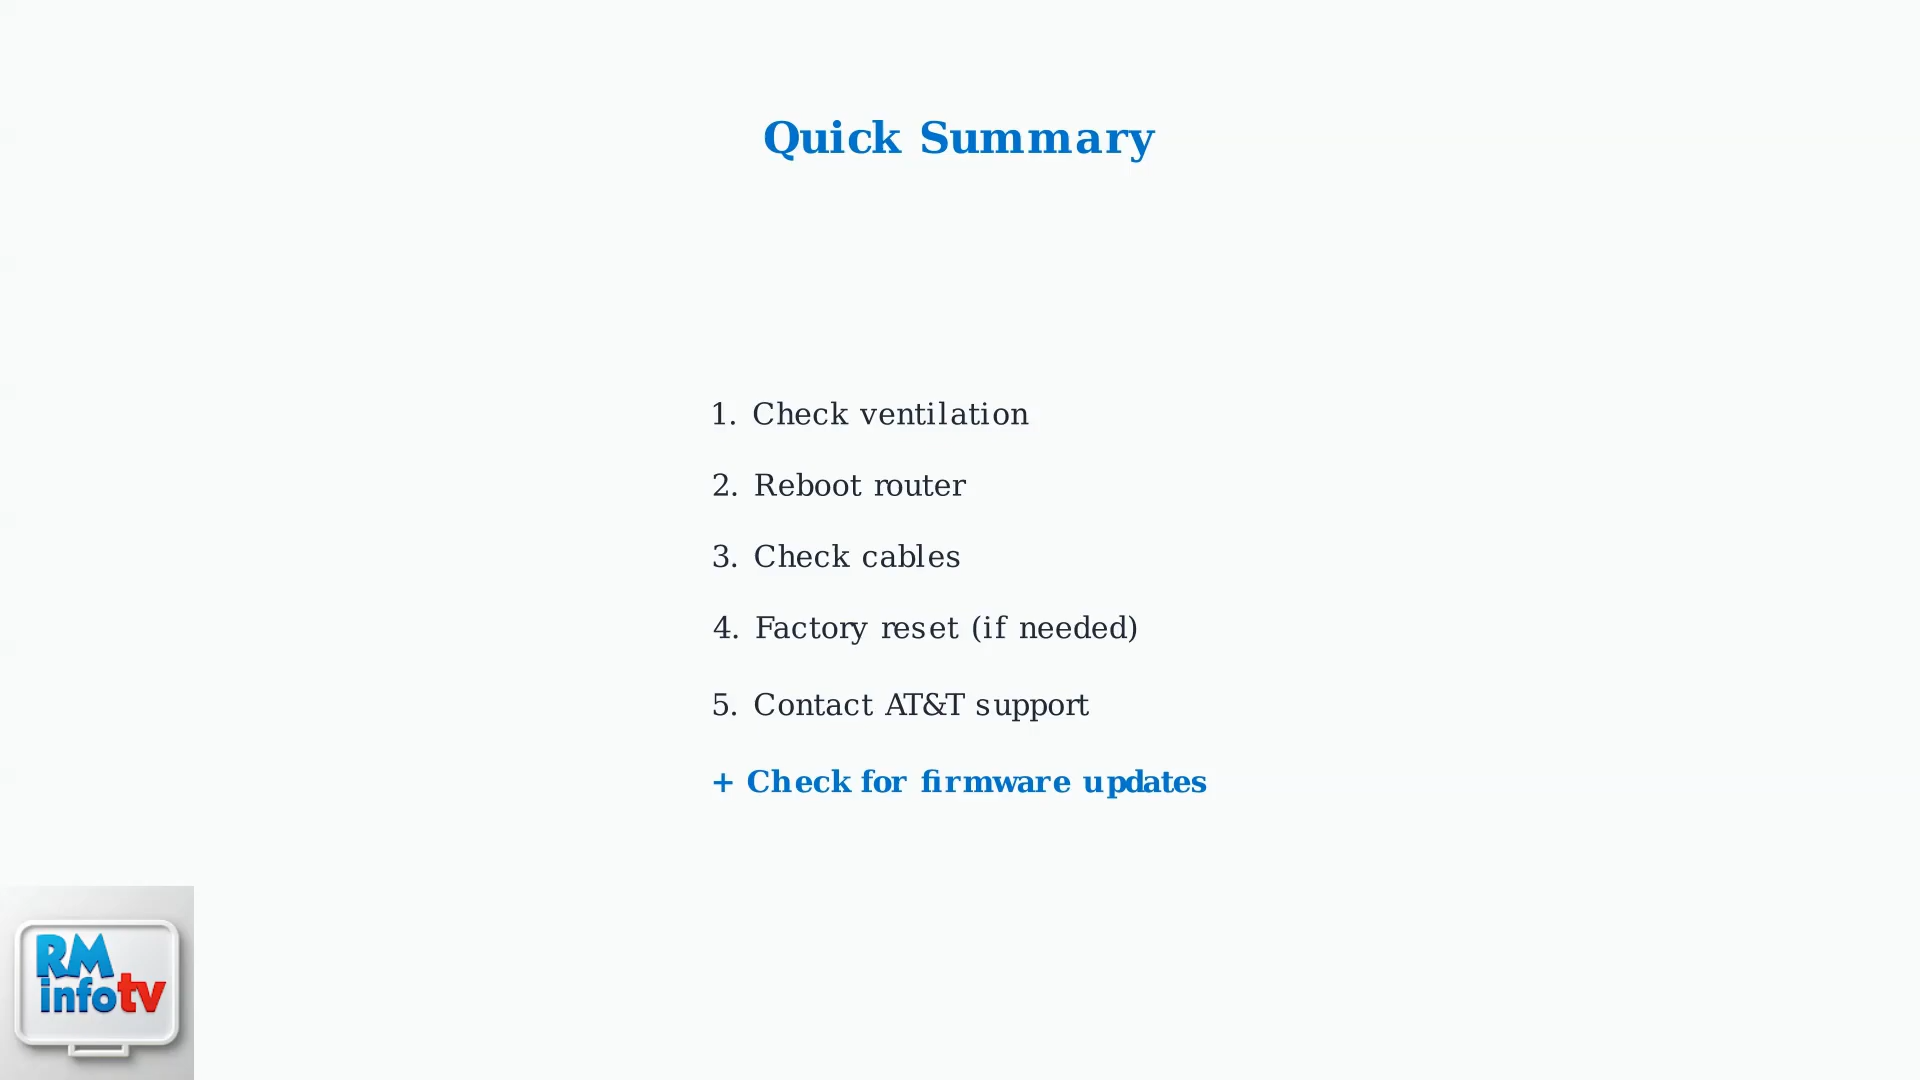 Quick Summary
1. Check ventilation
2. Reboot router
3. Check cables
4. Factory reset (if needed)
5. Contact AT&T support
+ Check for firmware updates
RM
infotv